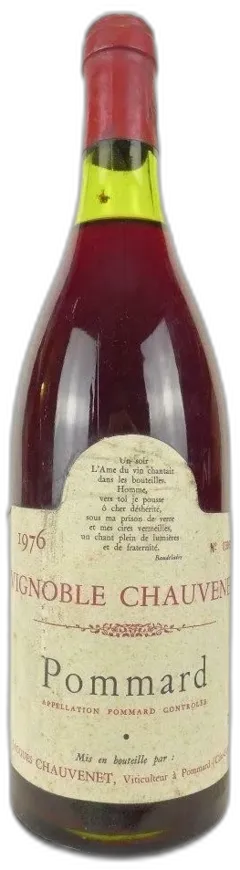 Un soir
L'Ame du vin chantait
dans les bouteilles.
Homme,
vers toi je pousse
ô cher déshérité,
sous ma prison de verre
et mes cires vermeilles,
un chant plein de lumières
et de fraternité.
Baudelaire
1976
N°
VIGNOBLE CHAUVENE
Pommard
APPELLATION POMMARD CONTROLÉE
Mis en bouteille par :
CHAUVENET, Viticulteur à Pommard